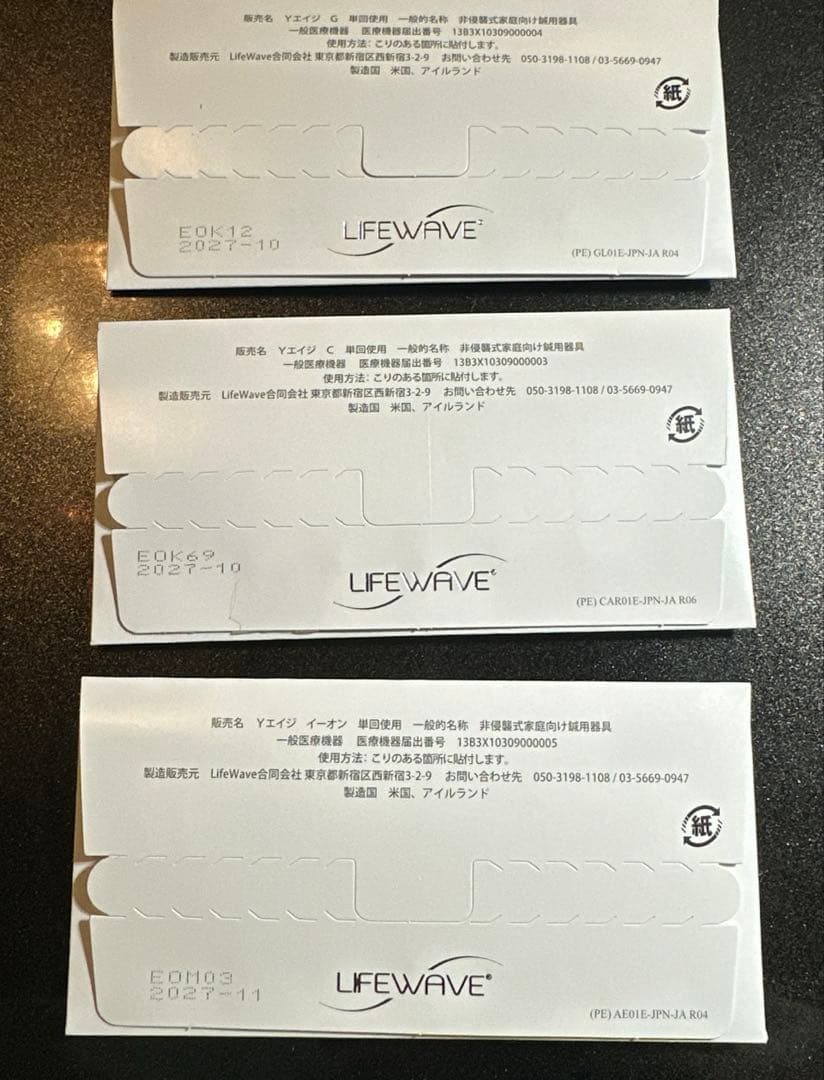 販売名 Yエイジ G 単回使用 一般的名称 非侵襲式家庭向け鍼用器具
一般医療機器 医療機器届出番号 13B3X10309000004
使用方法：こりのある箇所に貼付します。
製造販売元 LifeWave合同会社 東京都新宿区西新宿3-2-9 お問い合わせ先 050-3198-1108 / 03-5669-0947
製造国 米国、アイルランド
紙
EOK12
2027-10
LIFEWAVE
(PE) GL01E-JPN-JA R04
販売名 Yエイジ C 単回使用 一般的名称 非侵襲式家庭向け鍼用器具
一般医療機器 医療機器届出番号 13B3X10309000003
使用方法：こりのある箇所に貼付します。
製造販売元 LifeWave合同会社 東京都新宿区西新宿3-2-9 お問い合わせ先 050-3198-1108 / 03-5669-0947
製造国 米国、アイルランド
紙
EOK69
2027-10
LIFEWAVE
(PE) CAR01E-JPN-JA R06
販売名 Yエイジ イーオン 単回使用 一般的名称 非侵襲式家庭向け鍼用器具
一般医療機器 医療機器届出番号 13B3X10309000005
使用方法：こりのある箇所に貼付します。
製造販売元 LifeWave合同会社 東京都新宿区西新宿3-2-9 お問い合わせ先 050-3198-1108 / 03-5669-0947
製造国 米国、アイルランド
紙
EOM03
2027-11
LIFEWAVE®
(PE) AE01E-JPN-JA R04